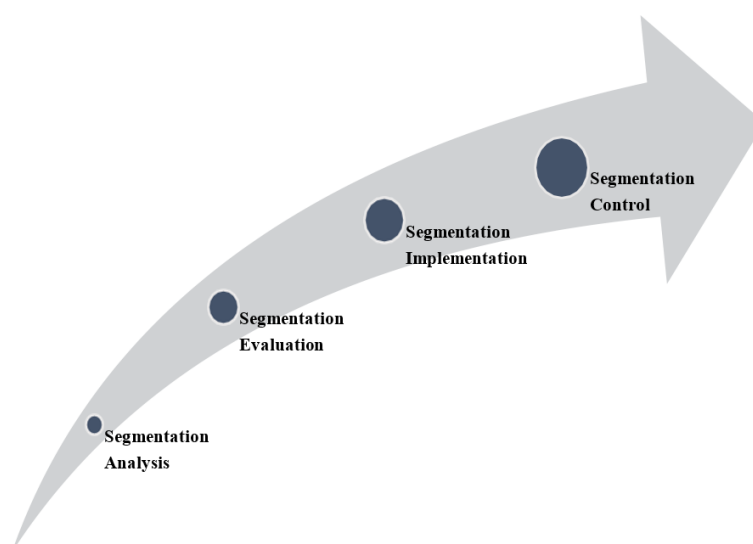 Segmentation
Control
Segmentation
Implementation
Segmentation
Evaluation
Segmentation
Analysis